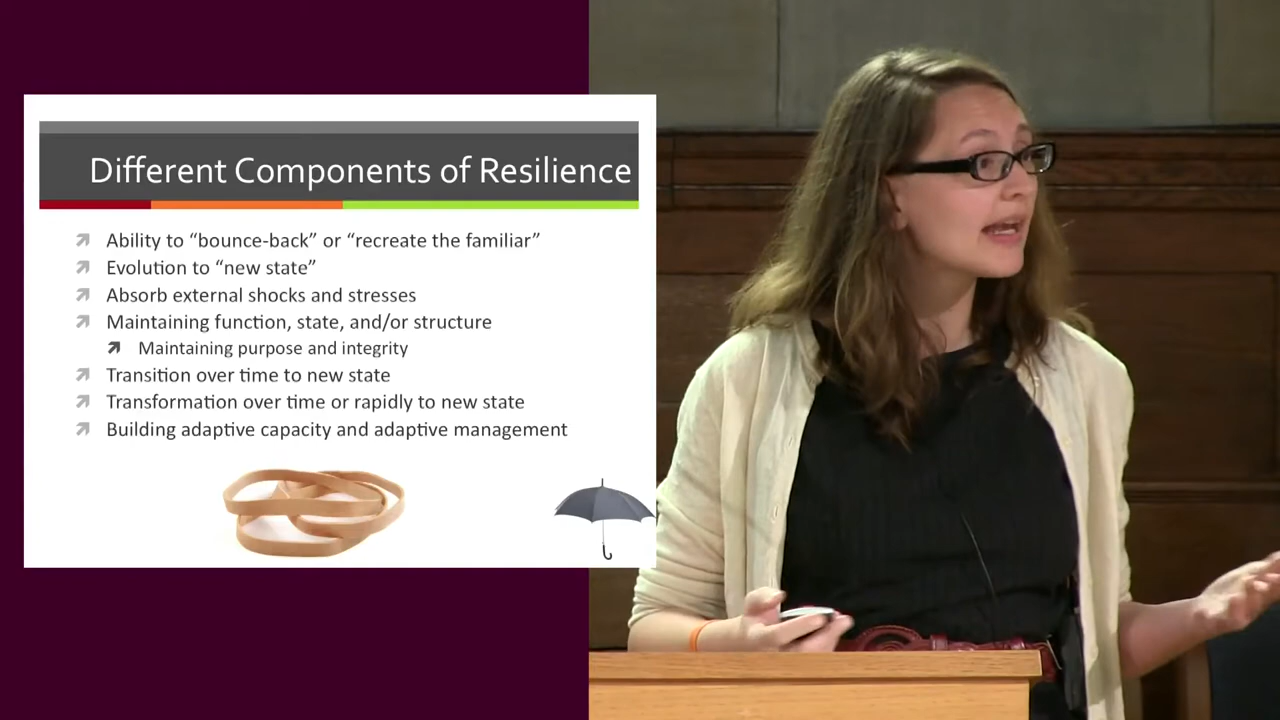 Different Components of Resilience
Ability to “bounce-back” or “recreate the familiar”
Evolution to “new state”
Absorb external shocks and stresses
Maintaining function, state, and/or structure
Maintaining purpose and integrity
Transition over time to new state
Transformation over time or rapidly to new state
Building adaptive capacity and adaptive management